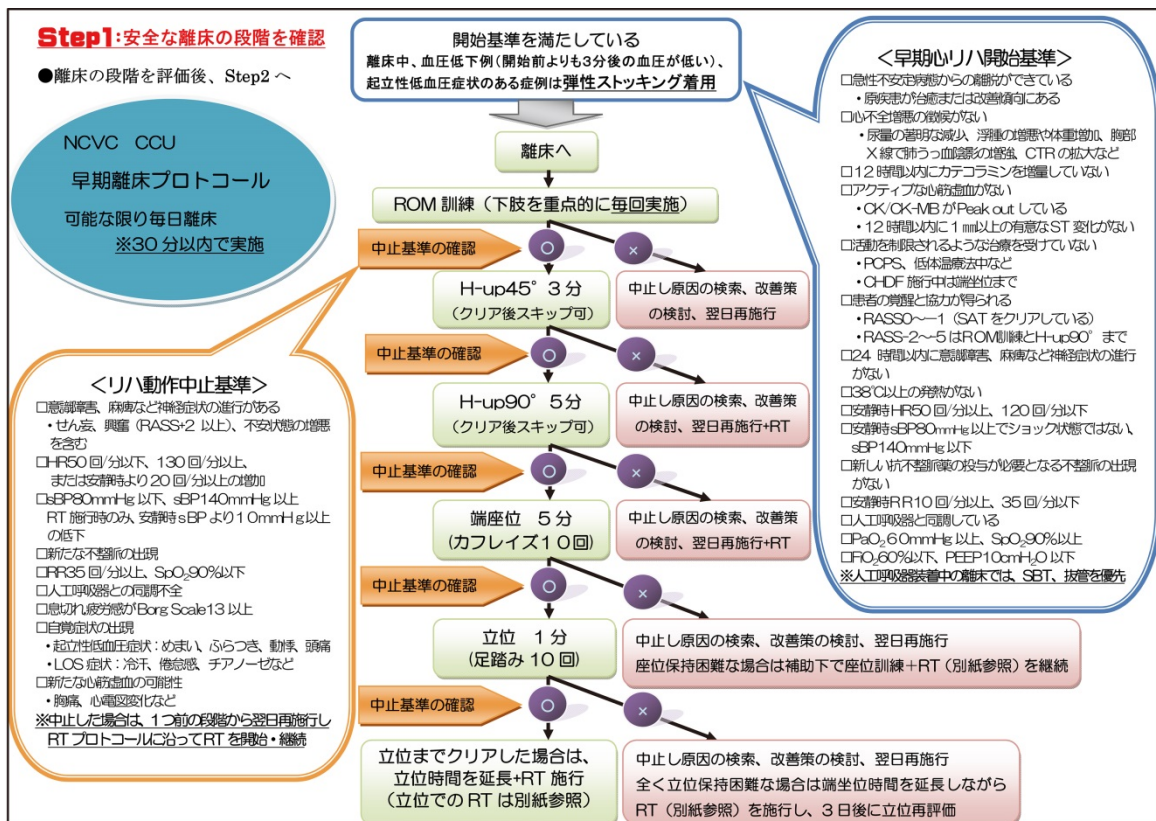 Step1:安全な離床の段階を確認
●離床の段階を評価後、Step2 へ
NCVC CCU
早期離床プロトコール
可能な限り毎日離床
※30 分以内で実施
開始基準を満たしている
離床中、血圧低下例(開始前よりも3分後の血圧が低い)、
起立性低血圧症状のある症例は弾性ストッキング着用
離床へ
ROM 訓練(下肢を重点的に毎回実施)
中止基準の確認
○
×
H-up45°3 分
(クリア後スキップ可)
中止し原因の検索、改善策
の検討、翌日再施行
中止基準の確認
○
×
H-up90°5分
(クリア後スキップ可)
中止し原因の検索、改善策
の検討、翌日再施行+RT
中止基準の確認
○
×
端座位 5分
(カフレイズ10回)
中止し原因の検索、改善策
の検討、翌日再施行+RT
中止基準の確認
○
×
立位 1分
(足踏み 10回)
中止し原因の検索、改善策の検討、翌日再施行
座位保持困難な場合は補助下で座位訓練+RT(別紙参照)を継続
中止基準の確認
○
×
立位までクリアした場合は、
立位時間を延長+RT 施行
(立位での RT は別紙参照)
中止し原因の検索、改善策の検討、翌日再施行
全く立位保持困難な場合は端坐位時間を延長しながら
RT(別紙参照)を施行し、3日後に立位再評価
<リハ動作中止基準>
□意識障害、麻痺など神経症状の進行がある
・せん妄、興奮(RASS+2 以上)、不安状態の増悪
を含む
□HR50 回/分以下、130 回/分以上、
または安静時より 20 回/分以上の増加
□sBP80mmHg 以下、sBP140mmHg 以上
RT 施行時のみ、安静時sBP より10mmHg以上
の低下
□新たな不整脈の出現
□RR35 回/分以上、SpO₂90%以下
□人工呼吸器との同調不全
□息切れ,疲労感がBorg Scale13 以上
□自覚症状の出現
・起立性低血圧症状:めまい、ふらつき、動悸、頭痛
・LOS 症状:冷汗、倦怠感、チアノーゼなど
□新たな心筋虚血の可能性
・胸痛、心電図変化など
※中止した場合は、1つ前の段階から翌日再施行し
RTプロトコールに沿ってRTを開始・継続
<早期心リハ開始基準>
□急性不安定病態からの離脱ができている
・原疾患が治癒または改善傾向にある
□心不全増悪の徴候がない
・尿量の著明な減少、浮腫の増悪や体重増加、胸部
X 線で肺うっ血陰影の増強、CTR の拡大など
□12 時間以内にカテコラミンを増量していない
□アクティブな心筋虚血がない
・CK/CK-MB がPeak out している
・12 時間以内に 1 ㎜以上の有意なST 変化がない
□活動を制限されるような治療を受けていない
・PCPS、低体温療法中など
・CHDF 施行中は端坐位まで
□患者の覚醒と協力が得られる
・RASS0~-1(SAT をクリアしている)
・RASS-2~-5 はROM訓練とH-up90°まで
□24 時間以内に意識障害、麻痺など神経症状の進行
がない
□38℃以上の発熱がない
□安静時 HR50 回/分以上、120 回/分以下
□安静時sBP80mmHg 以上でショック状態ではない、
sBP140mmHg 以下
□新しい抗不整脈薬の投与が必要となる不整脈の出現
がない
□安静時RR10 回/分以上、35 回/分以下
□人工呼吸器と同調している
□PaO₂60mmHg 以上、SpO₂90%以上
□FiO₂60%以下、PEEP10cmH₂O 以下
※人工呼吸器装着中の離床では、SBT、抜管を優先